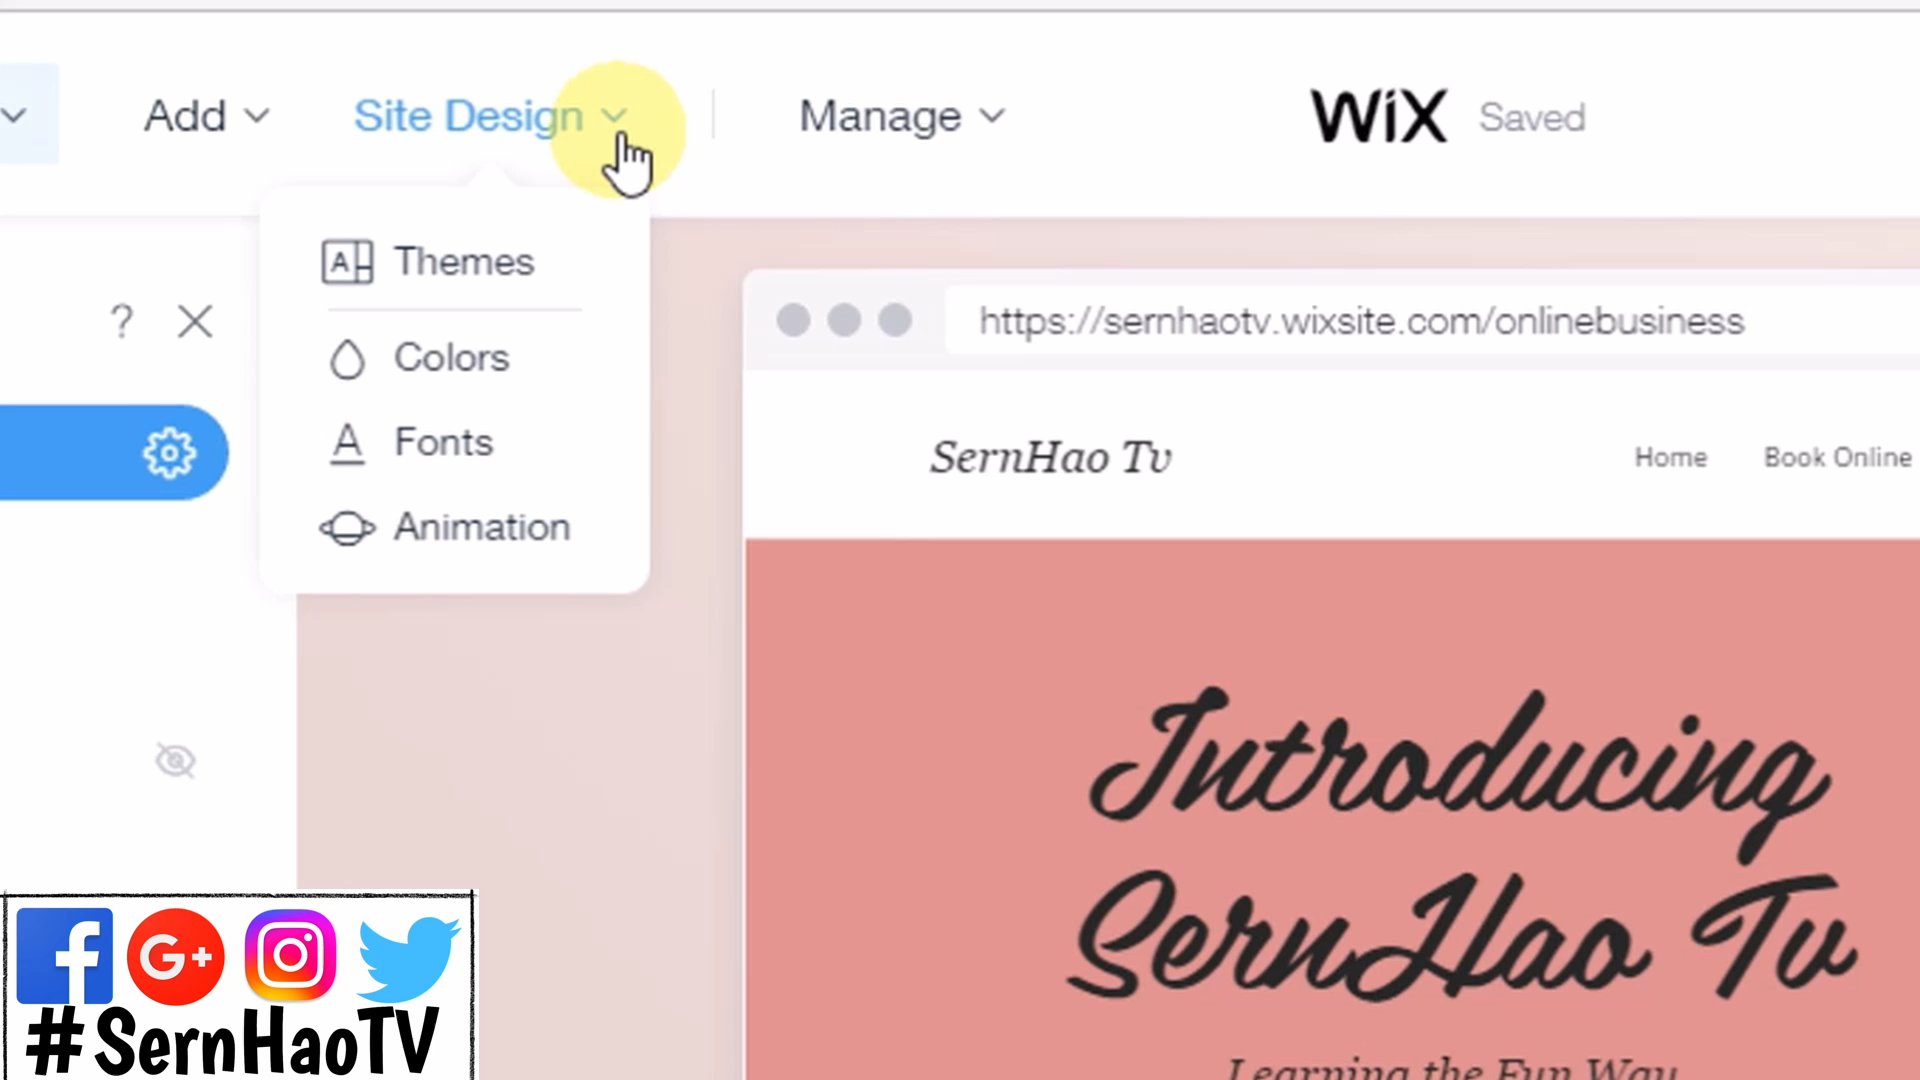 Add
Site Design
Manage
WiX
Saved
Themes
Colors
Fonts
Animation
?
https://sernhaotv.wixsite.com/onlinebusiness
SernHao Tv
Home
Book Online
Introducing
SernHao Tv
Learning the Fun Way
f G+
#SernHaoTV